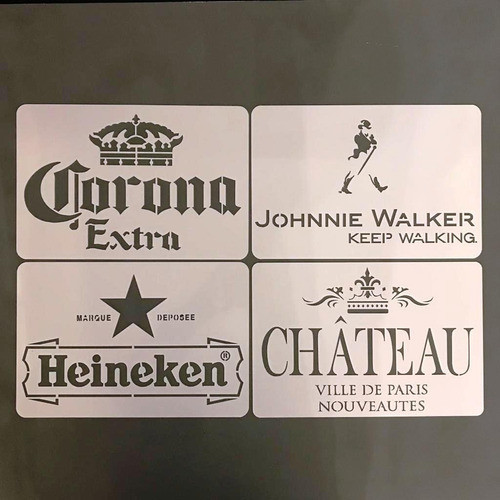 Corona
Extra
JOHNNIE WALKER
KEEP WALKING.
MARQUE DEPOSEE
Heineken®
CHÂTEAU
VILLE DE PARIS
NOUVEAUTES